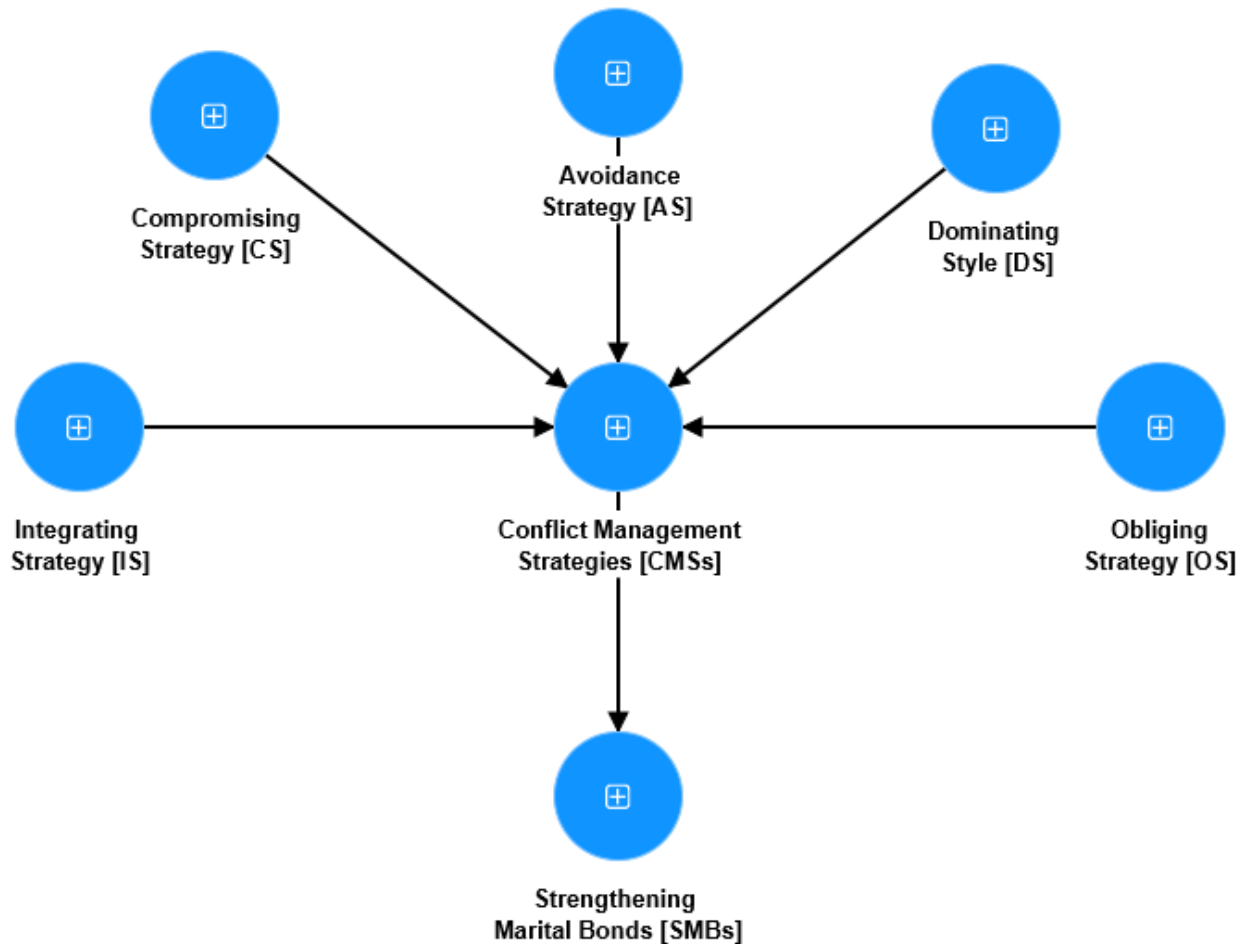 Avoidance
Strategy [AS]
Compromising
Strategy [CS]
Dominating
Style [DS]
Integrating
Strategy [IS]
Conflict Management
Strategies [CMSs]
Obliging
Strategy [OS]
Strengthening
Marital Bonds [SMBs]